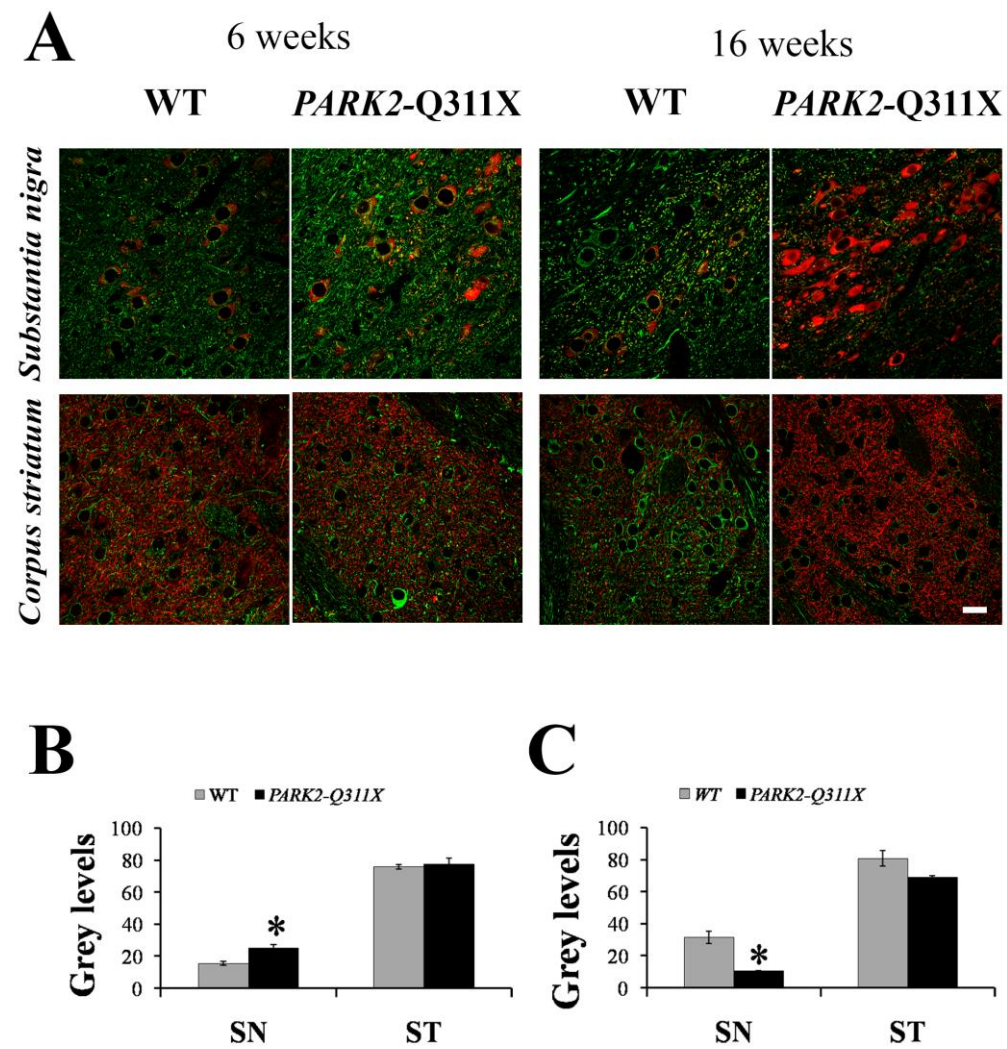 A
6 weeks
16 weeks
WT
PARK2-Q311X
WT
PARK2-Q311X
Substantia nigra
Corpus striatum
B
WT PARK2-Q311X
Grey levels
100
80
60
40
20
0
*
SN
ST
C
WT PARK2-Q311X
Grey levels
100
80
60
40
20
0
*
SN
ST